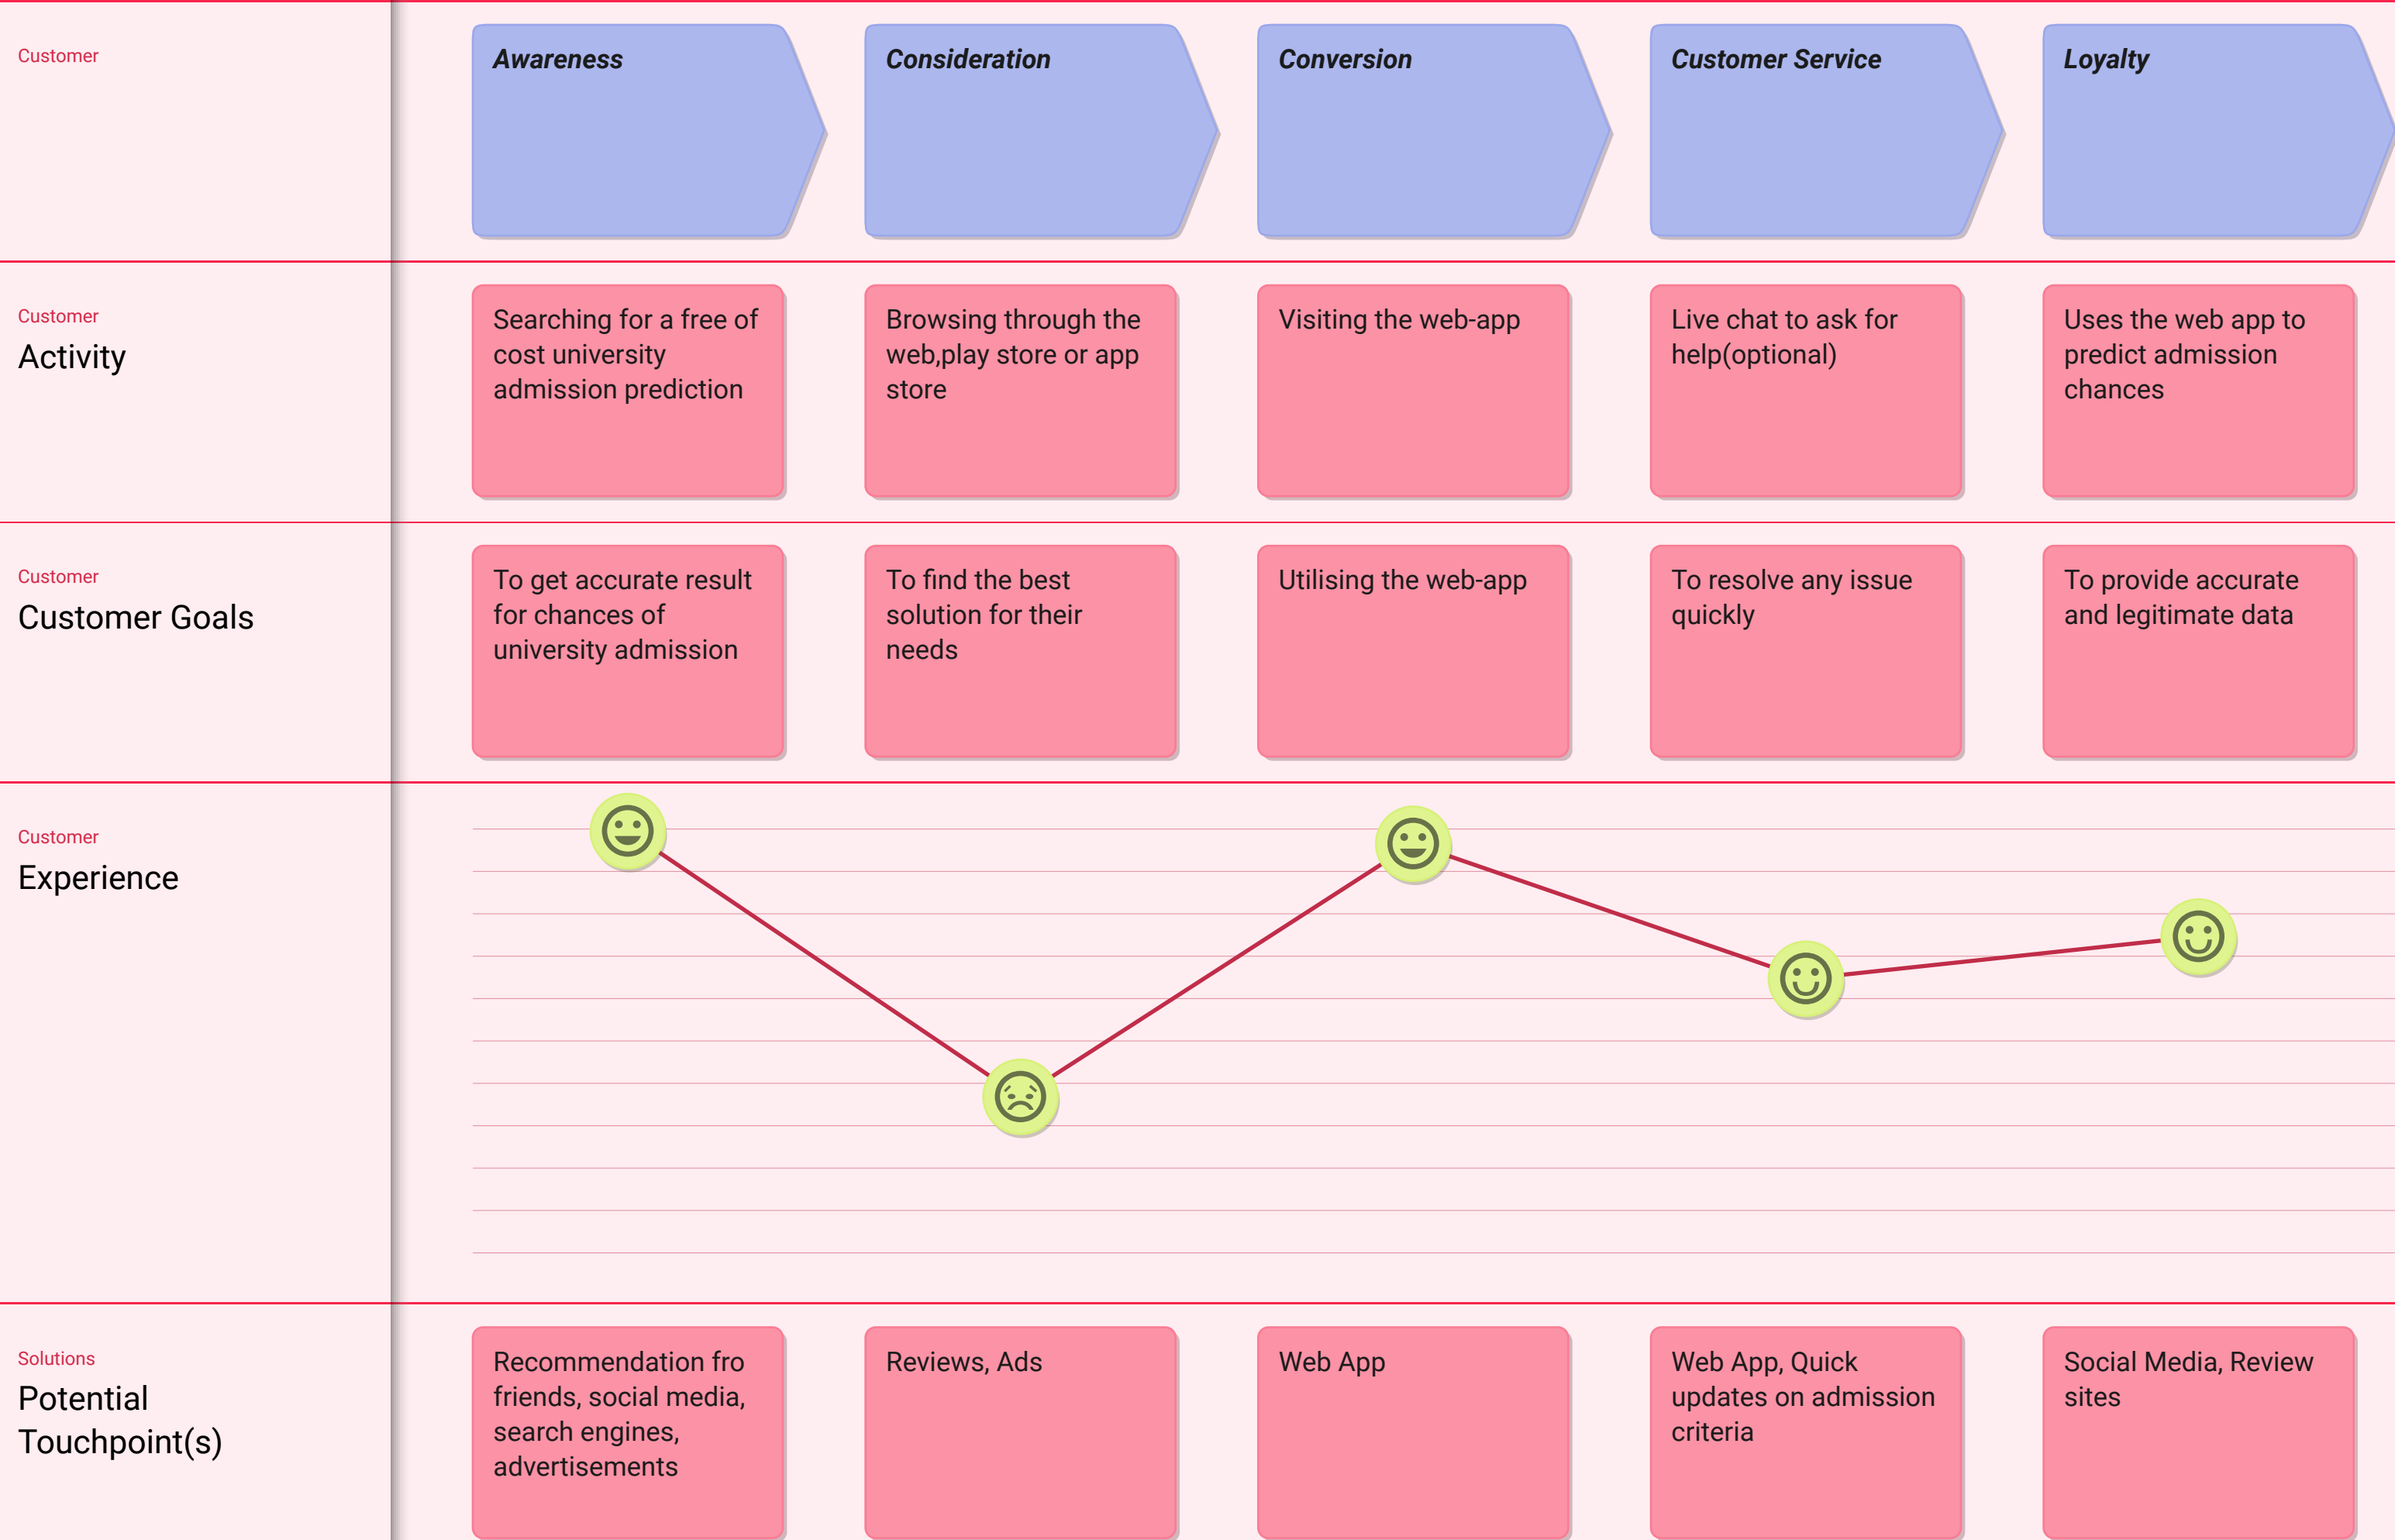 Customer
Awareness
Consideration
Conversion
Customer Service
Loyalty
Customer
Activity
Searching for a free of
cost university
admission prediction
Browsing through the
web,play store or app
store
Visiting the web-app
Live chat to ask for
help(optional)
Uses the web app to
predict admission
chances
Customer
Customer Goals
To get accurate result
for chances of
university admission
To find the best
solution for their
needs
Utilising the web-app
To resolve any issue
quickly
To provide accurate
and legitimate data
Customer
Experience
Solutions
Potential
Touchpoint(s)
Recommendation fro
friends, social media,
search engines,
advertisements
Reviews, Ads
Web App
Web App, Quick
updates on admission
criteria
Social Media, Review
sites